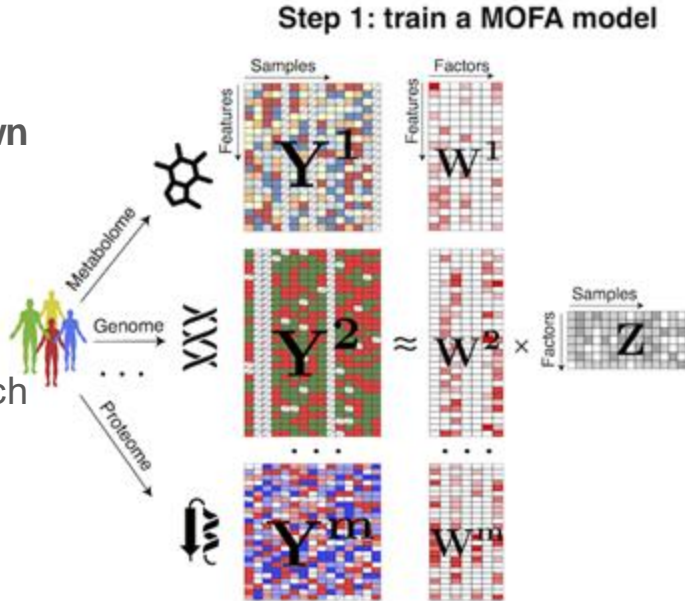 Step 1: train a MOFA model
Samples
Factors
Features
Y¹
Features
W¹
Metabolome
Genome
. . .
Proteome
Y²
≈
W²
×
Samples
Factors
Z
. . .
. . .
Yᵐ
Wᵐ
vn
ch